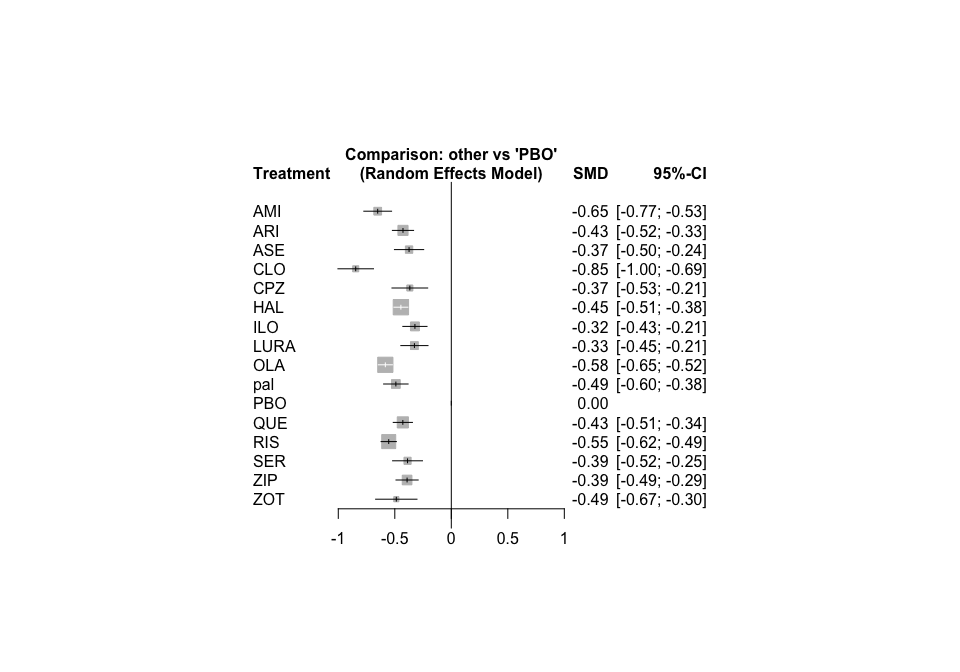 Comparison: other vs 'PBO'
Treatment (Random Effects Model) SMD 95%-CI
AMI -0.65 [-0.77; -0.53]
ARI -0.43 [-0.52; -0.33]
ASE -0.37 [-0.50; -0.24]
CLO -0.85 [-1.00; -0.69]
CPZ -0.37 [-0.53; -0.21]
HAL -0.45 [-0.51; -0.38]
ILO -0.32 [-0.43; -0.21]
LURA -0.33 [-0.45; -0.21]
OLA -0.58 [-0.65; -0.52]
pal -0.49 [-0.60; -0.38]
PBO 0.00
QUE -0.43 [-0.51; -0.34]
RIS -0.55 [-0.62; -0.49]
SER -0.39 [-0.52; -0.25]
ZIP -0.39 [-0.49; -0.29]
ZOT -0.49 [-0.67; -0.30]
-1 -0.5 0 0.5 1